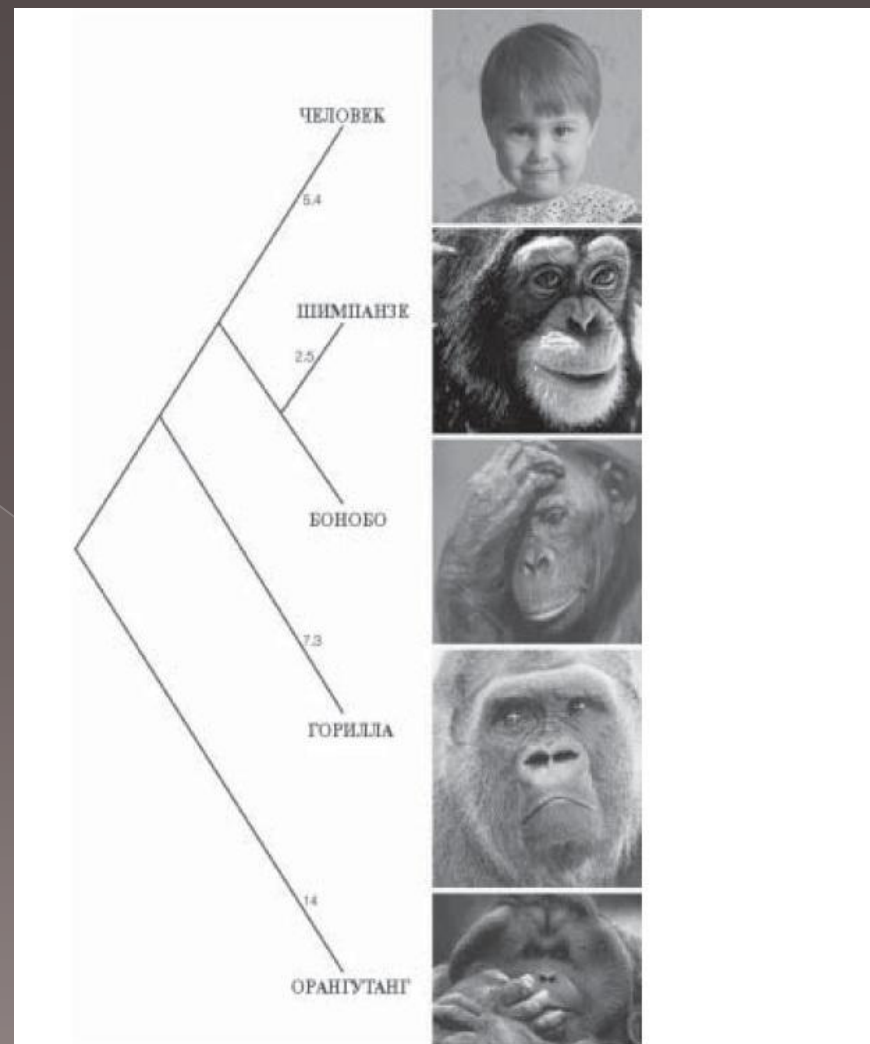 ЧЕЛОВЕК
5.4
ШИМПАНЗЕ
2.5
БОНОБО
7.3
ГОРИЛЛА
14
ОРАНГУТАНГ